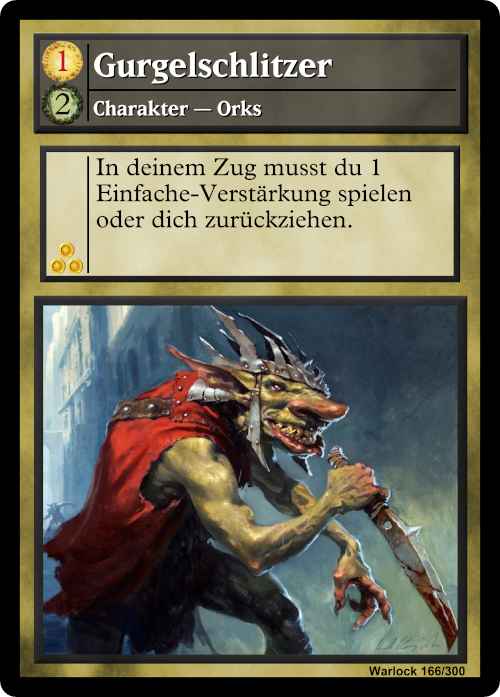 1
Gurgelschlitzer
2
Charakter — Orks
In deinem Zug musst du 1
Einfache-Verstärkung spielen
oder dich zurückziehen.
Warlock 166/300